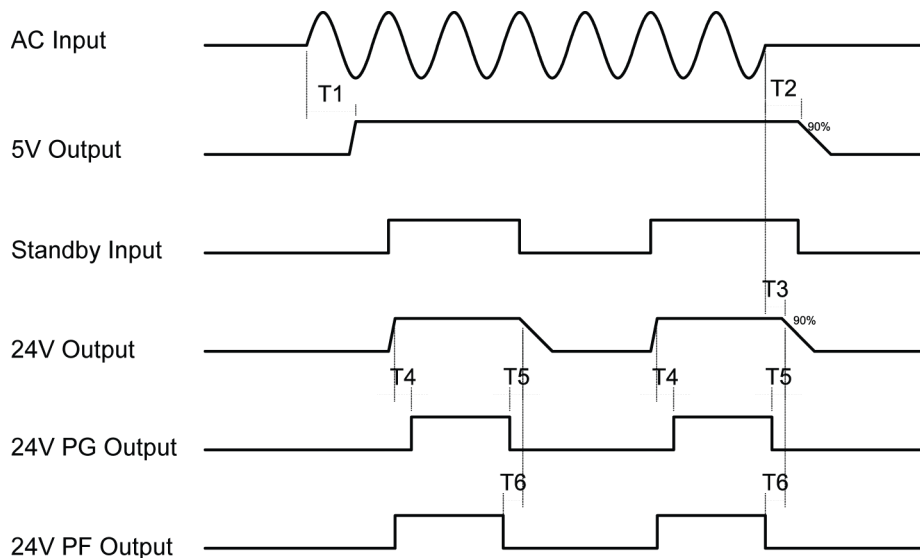 AC Input
T1
T2
5V Output
90%
Standby Input
T3
24V Output
90%
T4
T5
T4
T5
24V PG Output
T6
T6
24V PF Output